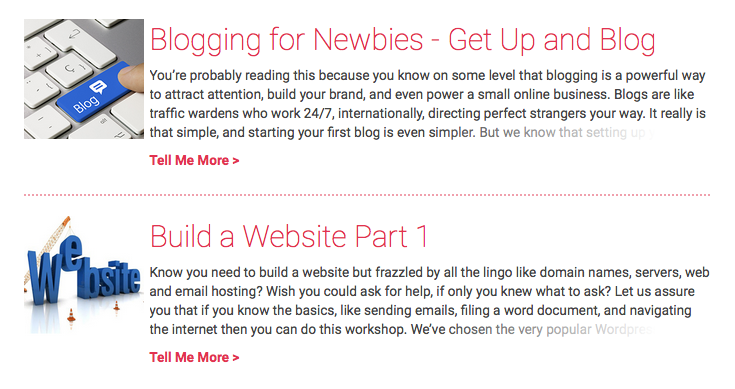 Blogging for Newbies - Get Up and Blog
You’re probably reading this because you know on some level that blogging is a powerful way
to attract attention, build your brand, and even power a small online business. Blogs are like
traffic wardens who work 24/7, internationally, directing perfect strangers your way. It really is
that simple, and starting your first blog is even simpler. But we know that setting up
Blog
Tell Me More >
Build a Website Part 1
Know you need to build a website but frazzled by all the lingo like domain names, servers, web
and email hosting? Wish you could ask for help, if only you knew what to ask? Let us assure
you that if you know the basics, like sending emails, filing a word document, and navigating
the internet then you can do this workshop. We’ve chosen the very popular Wordpres
Website
Tell Me More >